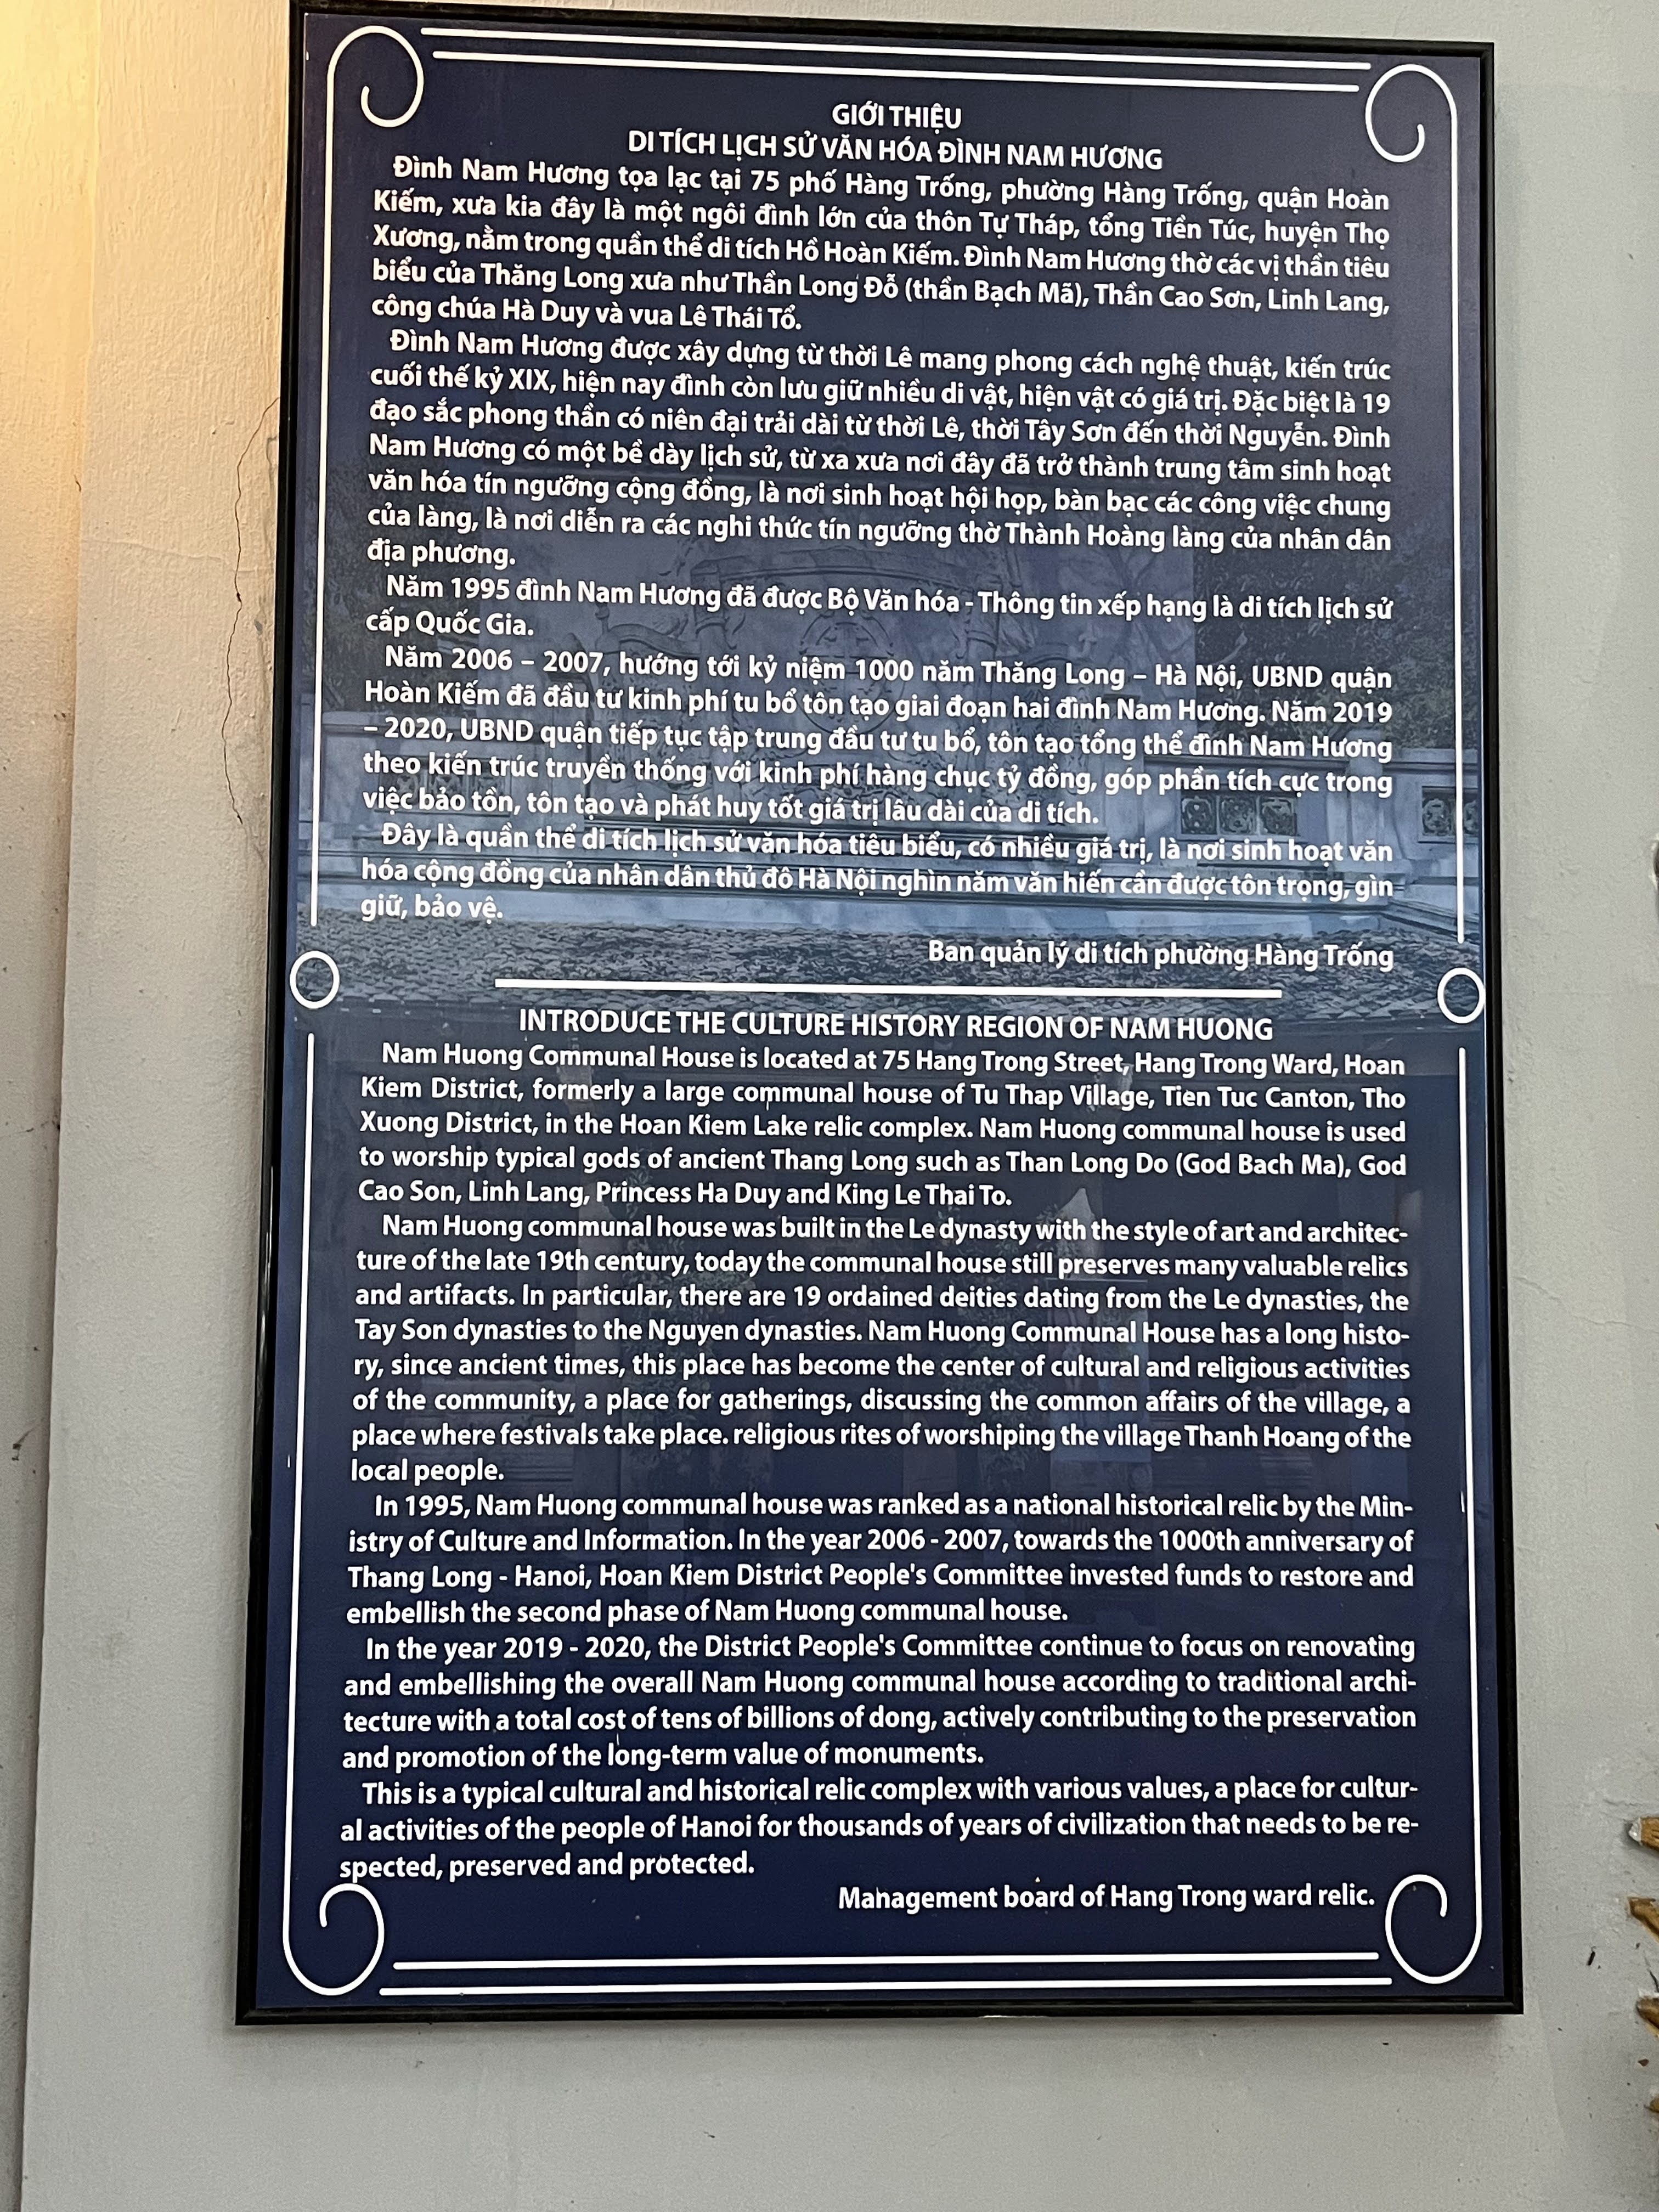 GIỚI THIỆU
DI TÍCH LỊCH SỬ VĂN HÓA ĐÌNH NAM HƯƠNG
Đình Nam Hương tọa lạc tại 75 phố Hàng Trống, phường Hàng Trống, quận Hoàn
Kiếm, xưa kia đây là một ngôi đình lớn của thôn Tự Tháp, tổng Tiền Túc, huyện Thọ
Xương, nằm trong quần thể di tích Hồ Hoàn Kiếm. Đình Nam Hương thờ các vị thần tiêu
biểu của Thăng Long xưa như Thần Long Đỗ (thần Bạch Mã), Thần Cao Sơn, Linh Lang,
công chúa Hà Duy và vua Lê Thái Tổ.
Đình Nam Hương được xây dựng từ thời Lê mang phong cách nghệ thuật, kiến trúc
cuối thế kỷ XIX, hiện nay đình còn lưu giữ nhiều di vật, hiện vật có giá trị. Đặc biệt là 19
đạo sắc phong thần có niên đại trải dài từ thời Lê, thời Tây Sơn đến thời Nguyễn. Đình
Nam Hương có một bề dày lịch sử, từ xa xưa nơi đây đã trở thành trung tâm sinh hoạt
văn hóa tín ngưỡng cộng đồng, là nơi sinh hoạt hội họp, bàn bạc các công việc chung
của làng, là nơi diễn ra các nghi thức tín ngưỡng thờ Thành Hoàng làng của nhân dân
địa phương.
Năm 1995 đình Nam Hương đã được Bộ Văn hóa - Thông tin xếp hạng là di tích lịch sử
cấp Quốc Gia.
Năm 2006 – 2007, hướng tới kỷ niệm 1000 năm Thăng Long – Hà Nội, UBND quận
Hoàn Kiếm đã đầu tư kinh phí tu bổ tôn tạo giai đoạn hai đình Nam Hương. Năm 2019
– 2020, UBND quận tiếp tục tập trung đầu tư tu bổ, tôn tạo tổng thể đình Nam Hương
theo kiến trúc truyền thống với kinh phí hàng chục tỷ đồng, góp phần tích cực trong
việc bảo tồn, tôn tạo và phát huy tốt giá trị lâu dài của di tích.
Đây là quần thể di tích lịch sử văn hóa tiêu biểu, có nhiều giá trị, là nơi sinh hoạt văn
hóa cộng đồng của nhân dân thủ đô Hà Nội nghìn năm văn hiến cần được tôn trọng, gìn
giữ, bảo vệ.
Ban quản lý di tích phường Hàng Trống
INTRODUCE THE CULTURE HISTORY REGION OF NAM HUONG
Nam Huong Communal House is located at 75 Hang Trong Street, Hang Trong Ward, Hoan
Kiem District, formerly a large communal house of Tu Thap Village, Tien Tuc Canton, Tho
Xuong District, in the Hoan Kiem Lake relic complex. Nam Huong communal house is used
to worship typical gods of ancient Thang Long such as Than Long Do (God Bach Ma), God
Cao Son, Linh Lang, Princess Ha Duy and King Le Thai To.
Nam Huong communal house was built in the Le dynasty with the style of art and architec-
ture of the late 19th century, today the communal house still preserves many valuable relics
and artifacts. In particular, there are 19 ordained deities dating from the Le dynasties, the
Tay Son dynasties to the Nguyen dynasties. Nam Huong Communal House has a long histo-
ry, since ancient times, this place has become the center of cultural and religious activities
of the community, a place for gatherings, discussing the common affairs of the village, a
place where festivals take place. religious rites of worshiping the village Thanh Hoang of the
local people.
In 1995, Nam Huong communal house was ranked as a national historical relic by the Min-
istry of Culture and Information. In the year 2006 - 2007, towards the 1000th anniversary of
Thang Long - Hanoi, Hoan Kiem District People's Committee invested funds to restore and
embellish the second phase of Nam Huong communal house.
In the year 2019 - 2020, the District People's Committee continue to focus on renovating
and embellishing the overall Nam Huong communal house according to traditional archi-
tecture with a total cost of tens of billions of dong, actively contributing to the preservation
and promotion of the long-term value of monuments.
This is a typical cultural and historical relic complex with various values, a place for cultur-
al activities of the people of Hanoi for thousands of years of civilization that needs to be re-
spected, preserved and protected.
Management board of Hang Trong ward relic.